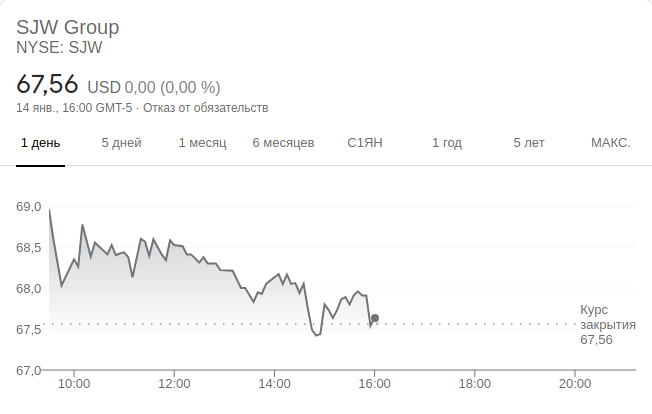 SJW Group
NYSE: SJW
67,56 USD 0,00 (0,00 %)
14 янв., 16:00 GMT-5 · Отказ от обязательств
1 день 5 дней 1 месяц 6 месяцев С1ЯН 1 год 5 лет МАКС.
69,0
68,5
68,0
67,5
67,0
Курс
закрытия
67,56
10:00 12:00 14:00 16:00 18:00 20:00